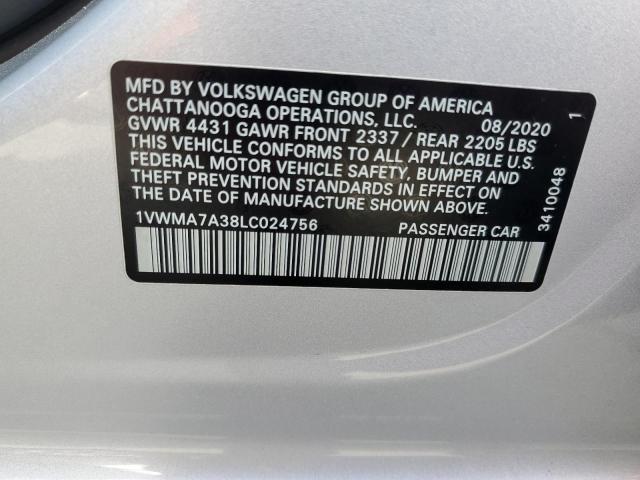 MFD BY VOLKSWAGEN GROUP OF AMERICA
CHATTANOOGA OPERATIONS, LLC. 08/2020
GVWR 4431 GAWR FRONT 2337 / REAR 2205 LBS
THIS VEHICLE CONFORMS TO ALL APPLICABLE U.S.
FEDERAL MOTOR VEHICLE SAFETY, BUMPER AND
THEFT PREVENTION STANDARDS IN EFFECT ON
THE DATE OF MANUFACTURE SHOWN ABOVE.
1VWMA7A38LC024756 PASSENGER CAR
3410048 1